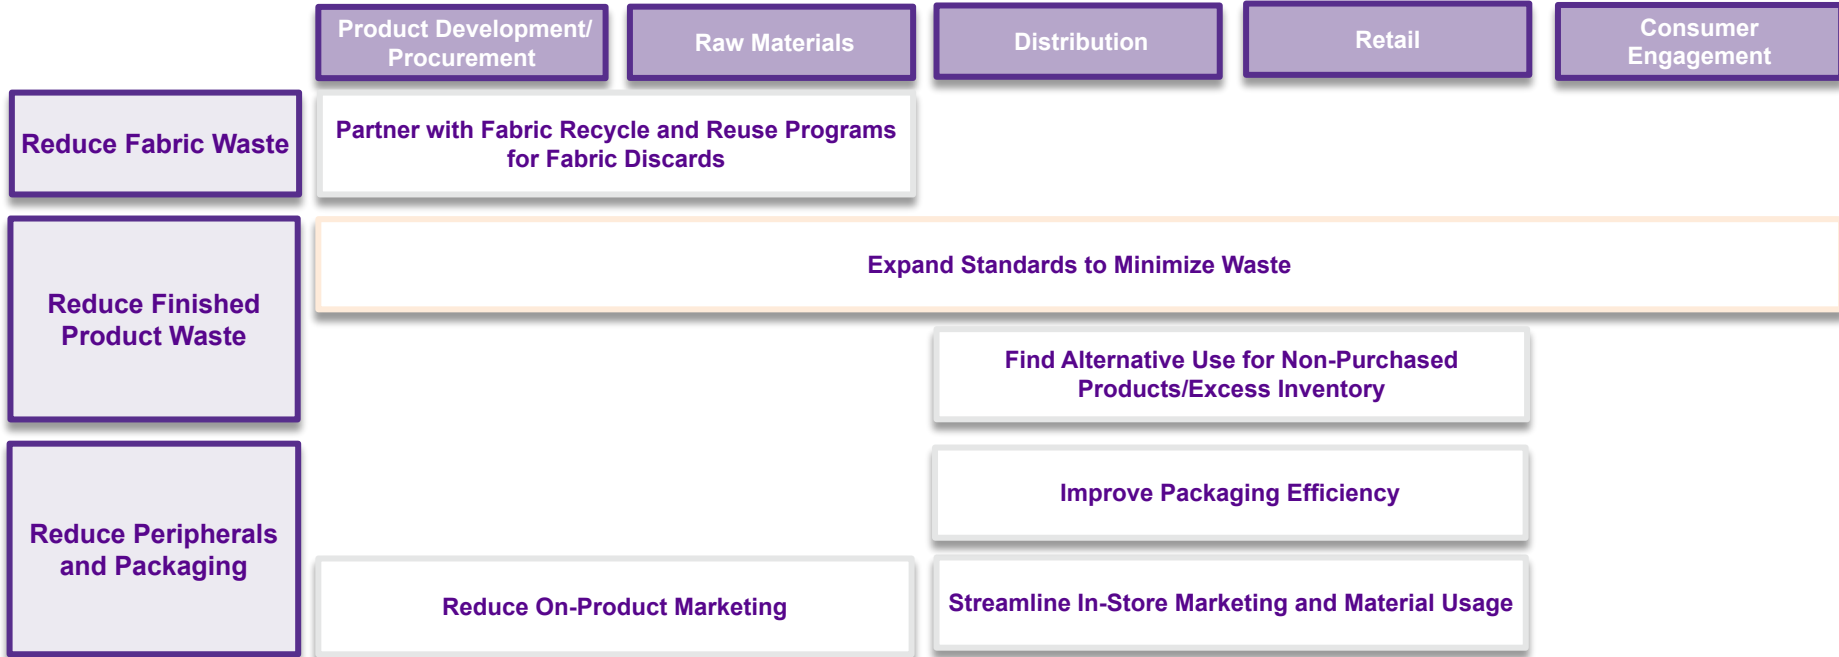 Product Development/
Procurement
Raw Materials
Distribution
Retail
Consumer
Engagement
Reduce Fabric Waste
Partner with Fabric Recycle and Reuse Programs
for Fabric Discards
Reduce Finished
Product Waste
Expand Standards to Minimize Waste
Find Alternative Use for Non-Purchased
Products/Excess Inventory
Reduce Peripherals
and Packaging
Improve Packaging Efficiency
Reduce On-Product Marketing
Streamline In-Store Marketing and Material Usage